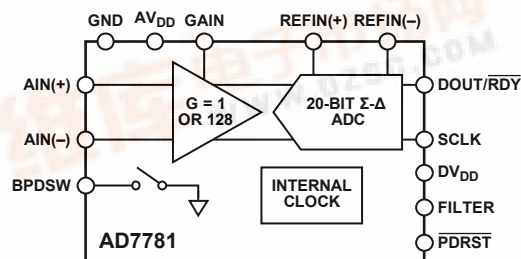 GND AVDD GAIN REFIN(+) REFIN(–)
AIN(+)
AIN(–)
BPDSW
G = 1
OR 128
20-BIT Σ-Δ
ADC
INTERNAL
CLOCK
DOUT/RDY
SCLK
DVDD
FILTER
PDRST
AD7781